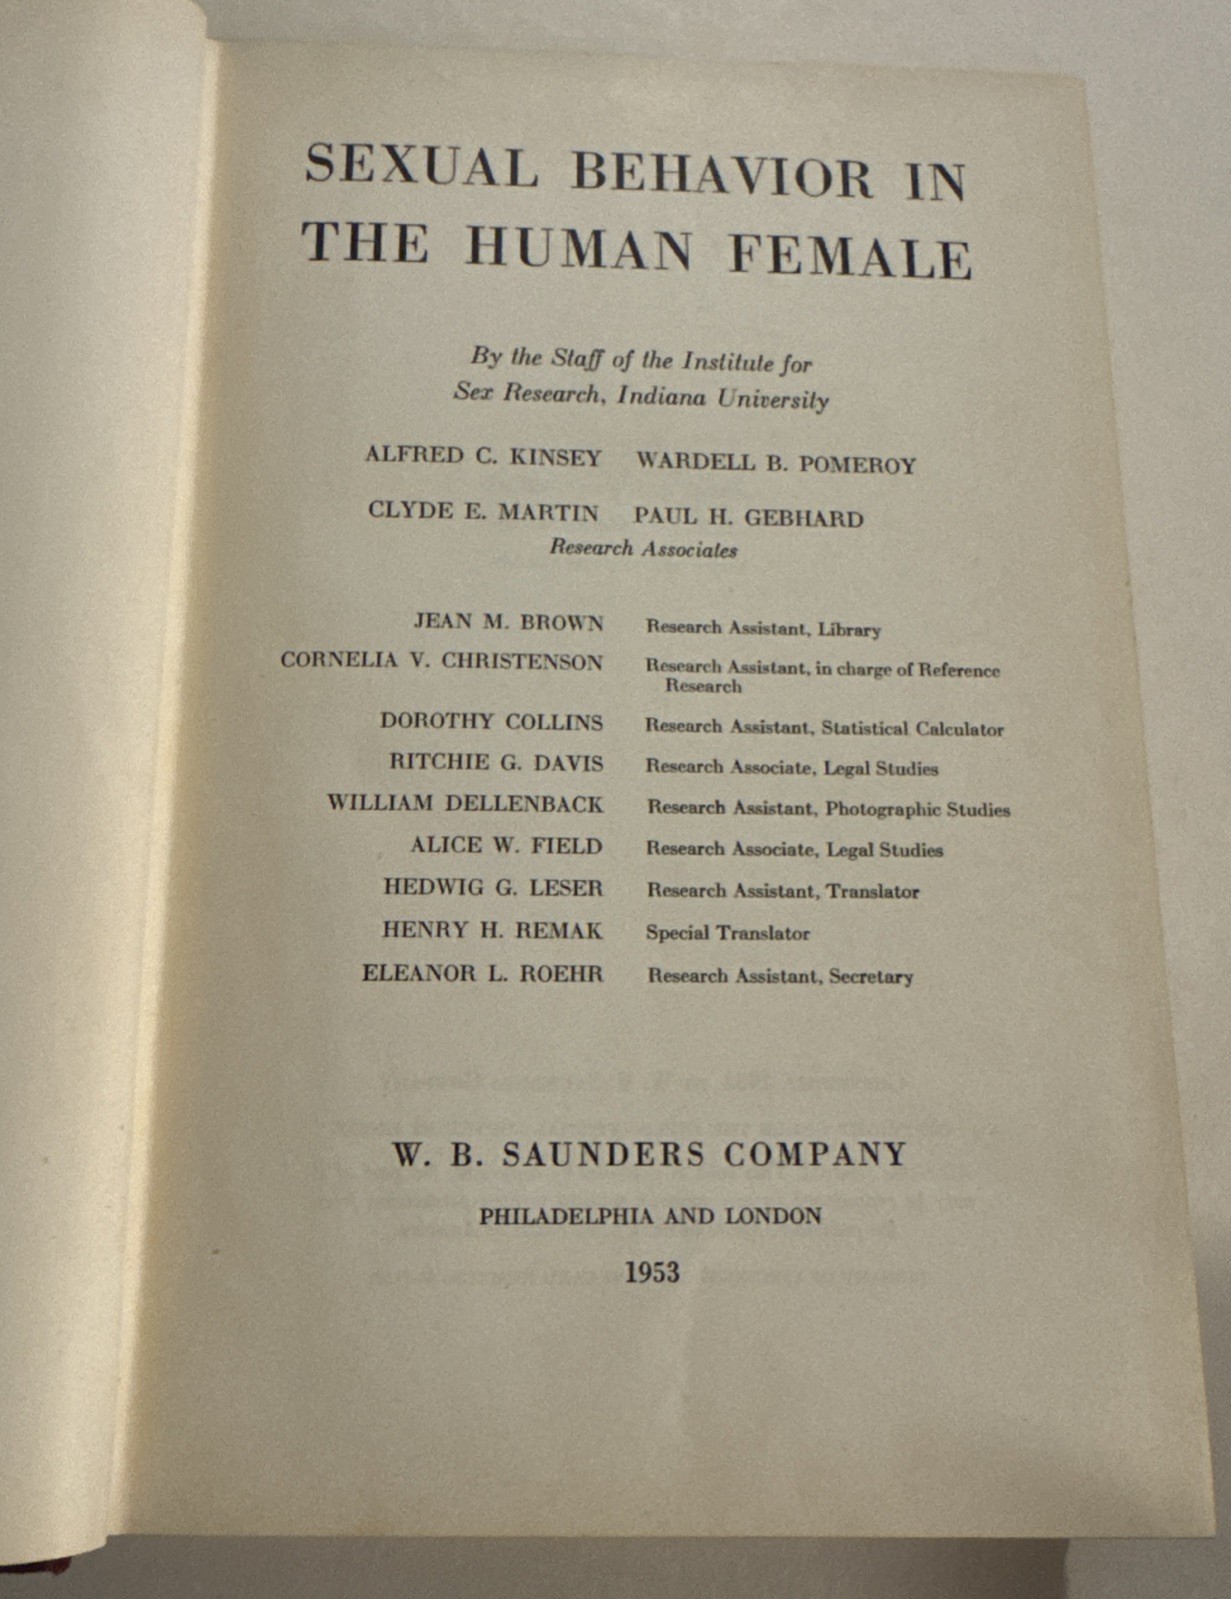 SEXUAL BEHAVIOR IN
THE HUMAN FEMALE
By the Staff of the Institute for
Sex Research, Indiana University
ALFRED C. KINSEY WARDELL B. POMEROY
CLYDE E. MARTIN PAUL H. GEBHARD
Research Associates
JEAN M. BROWN Research Assistant, Library
CORNELIA V. CHRISTENSON Research Assistant, in charge of Reference
Research
DOROTHY COLLINS Research Assistant, Statistical Calculator
RITCHIE G. DAVIS Research Associate, Legal Studies
WILLIAM DELLENBACK Research Assistant, Photographic Studies
ALICE W. FIELD Research Associate, Legal Studies
HEDWIG G. LESER Research Assistant, Translator
HENRY H. REMAK Special Translator
ELEANOR L. ROEHR Research Assistant, Secretary
W. B. SAUNDERS COMPANY
PHILADELPHIA AND LONDON
1953